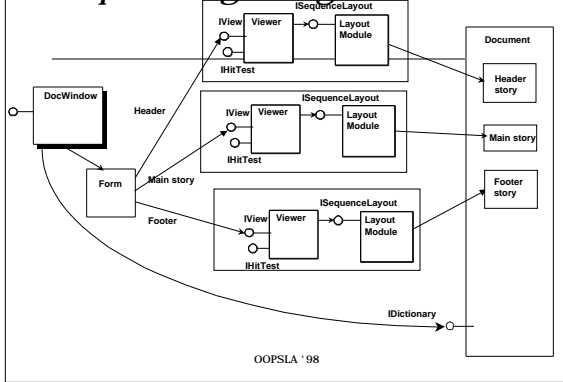 ISequenceLayout
IView
Viewer
Layout
Module
IHitTest
Document
Header
story
DocWindow
Header
ISequenceLayout
IView
Viewer
Layout
Module
IHitTest
Main story
Main story
Form
Footer
story
Footer
ISequenceLayout
IView
Viewer
Layout
Module
IHitTest
IDictionary
OOPSLA '98